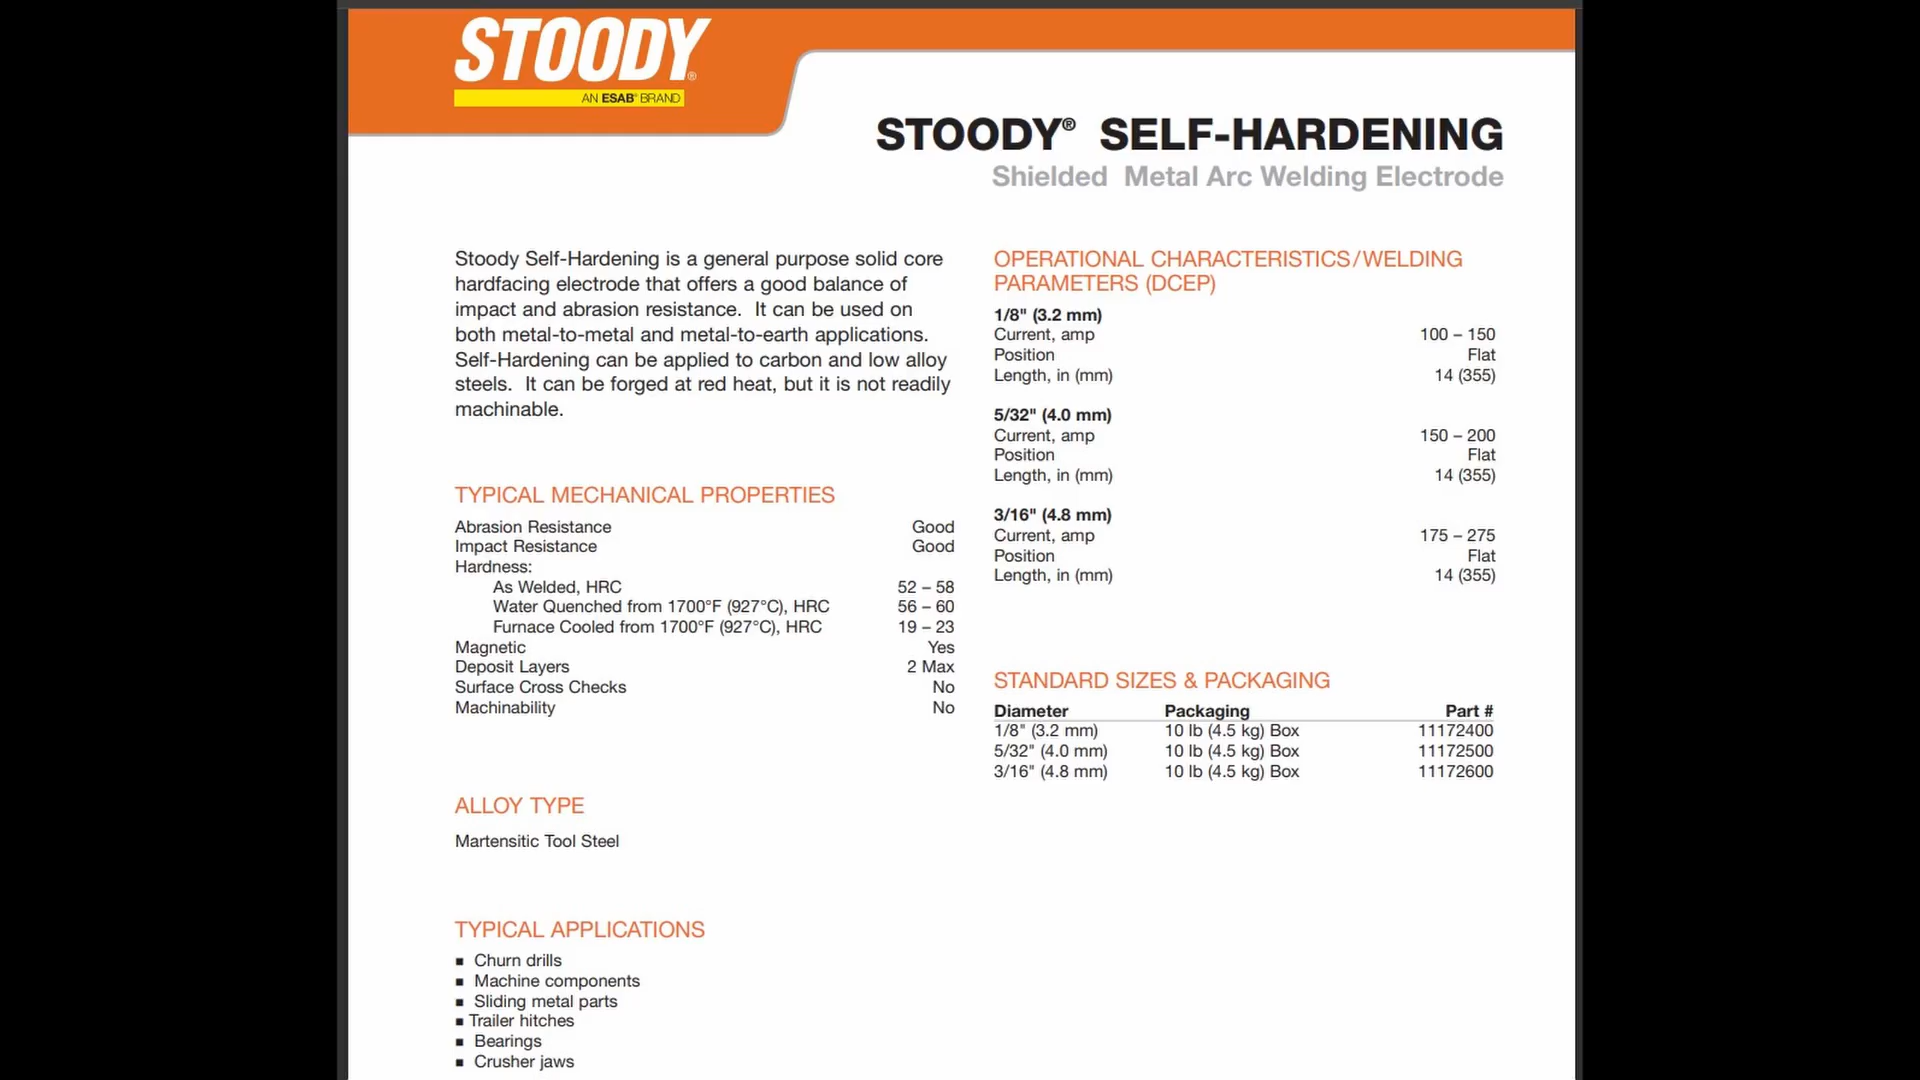 STOODY®
AN ESAB® BRAND
STOODY® SELF-HARDENING
Shielded Metal Arc Welding Electrode
Stoody Self-Hardening is a general purpose solid core
hardfacing electrode that offers a good balance of
impact and abrasion resistance. It can be used on
both metal-to-metal and metal-to-earth applications.
Self-Hardening can be applied to carbon and low alloy
steels. It can be forged at red heat, but it is not readily
machinable.
TYPICAL MECHANICAL PROPERTIES
Abrasion Resistance Good
Impact Resistance Good
Hardness:
As Welded, HRC 52 – 58
Water Quenched from 1700°F (927°C), HRC 56 – 60
Furnace Cooled from 1700°F (927°C), HRC 19 – 23
Magnetic Yes
Deposit Layers 2 Max
Surface Cross Checks No
Machinability No
ALLOY TYPE
Martensitic Tool Steel
TYPICAL APPLICATIONS
■ Churn drills
■ Machine components
■ Sliding metal parts
■ Trailer hitches
■ Bearings
■ Crusher jaws
OPERATIONAL CHARACTERISTICS/WELDING
PARAMETERS (DCEP)
1/8" (3.2 mm)
Current, amp 100 – 150
Position Flat
Length, in (mm) 14 (355)
5/32" (4.0 mm)
Current, amp 150 – 200
Position Flat
Length, in (mm) 14 (355)
3/16" (4.8 mm)
Current, amp 175 – 275
Position Flat
Length, in (mm) 14 (355)
STANDARD SIZES & PACKAGING
Diameter Packaging Part #
1/8" (3.2 mm) 10 lb (4.5 kg) Box 11172400
5/32" (4.0 mm) 10 lb (4.5 kg) Box 11172500
3/16" (4.8 mm) 10 lb (4.5 kg) Box 11172600